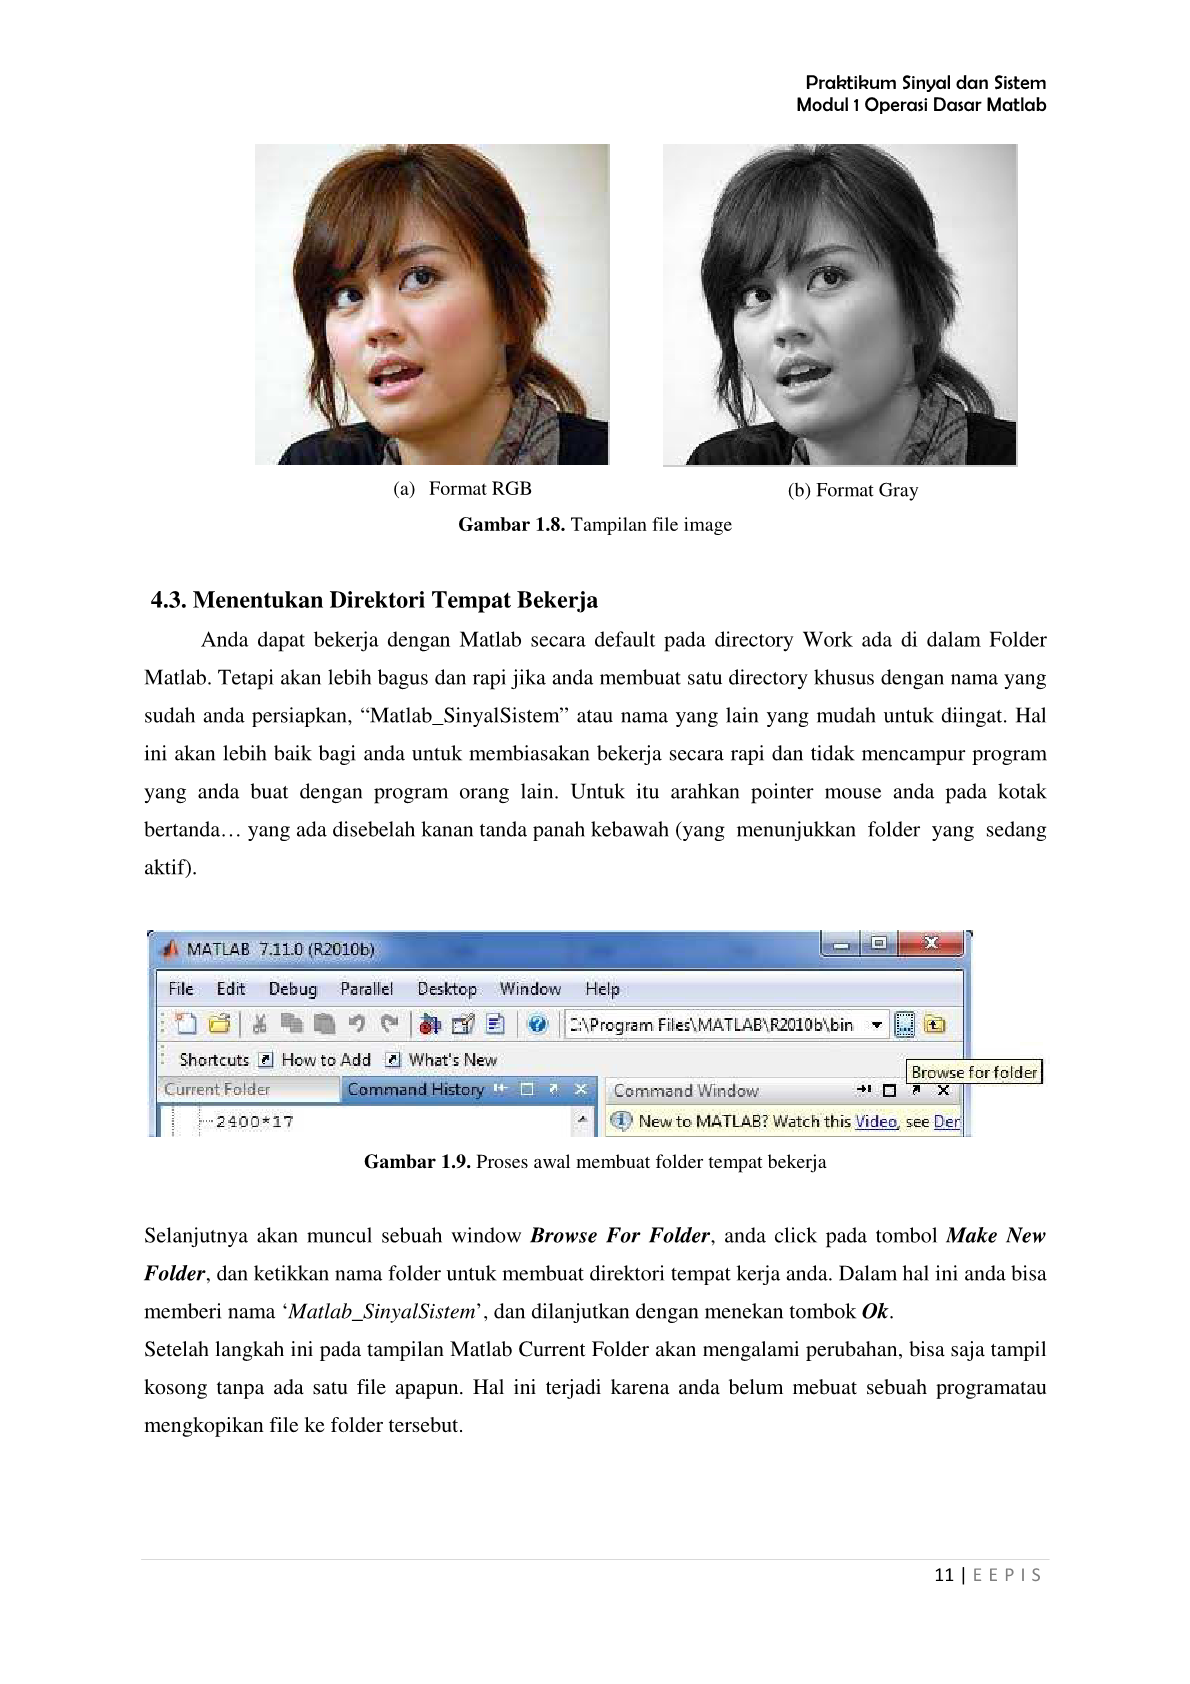 Praktikum Sinyal dan Sistem
Modul 1 Operasi Dasar Matlab
(a) Format RGB
(b) Format Gray
Gambar 1.8. Tampilan file image
4.3. Menentukan Direktori Tempat Bekerja
Anda dapat bekerja dengan Matlab secara default pada directory Work ada di dalam Folder
Matlab. Tetapi akan lebih bagus dan rapi jika anda membuat satu directory khusus dengan nama yang
sudah anda persiapkan, “Matlab_SinyalSistem” atau nama yang lain yang mudah untuk diingat. Hal
ini akan lebih baik bagi anda untuk membiasakan bekerja secara rapi dan tidak mencampur program
yang anda buat dengan program orang lain. Untuk itu arahkan pointer mouse anda pada kotak
bertanda… yang ada disebelah kanan tanda panah kebawah (yang menunjukkan folder yang sedang
aktif).
MATLAB 7.11.0 (R2010b)
File Edit Debug Parallel Desktop Window Help
:\Program Files\MATLAB\R2010b\bin
Shortcuts How to Add What's New
Browse for folder
Current Folder Command History Command Window
2400*17
New to MATLAB? Watch this Video, see Der
Gambar 1.9. Proses awal membuat folder tempat bekerja
Selanjutnya akan muncul sebuah window Browse For Folder, anda click pada tombol Make New
Folder, dan ketikkan nama folder untuk membuat direktori tempat kerja anda. Dalam hal ini anda bisa
memberi nama ‘Matlab_SinyalSistem’, dan dilanjutkan dengan menekan tombok Ok.
Setelah langkah ini pada tampilan Matlab Current Folder akan mengalami perubahan, bisa saja tampil
kosong tanpa ada satu file apapun. Hal ini terjadi karena anda belum mebuat sebuah programatau
mengkopikan file ke folder tersebut.
11 | EEPIS